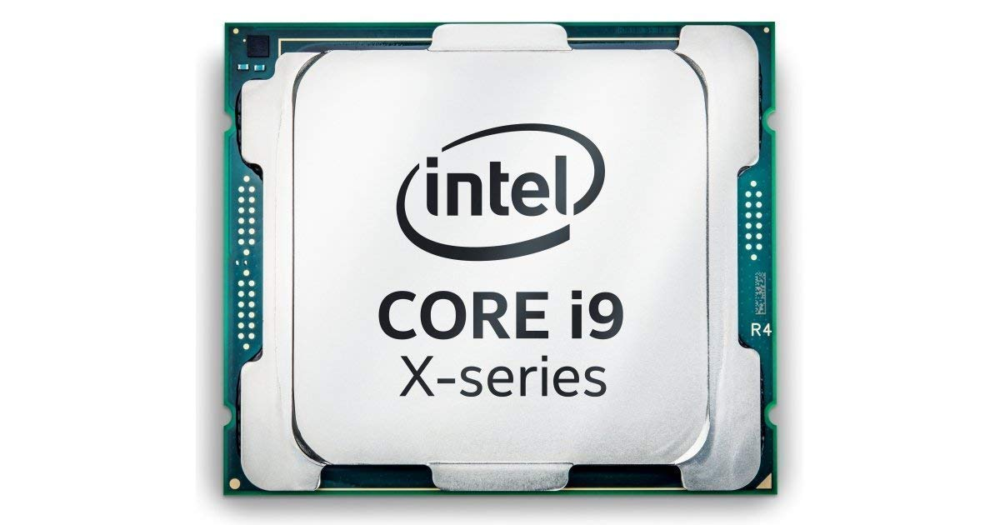 intel
CORE i9
X-series
R4